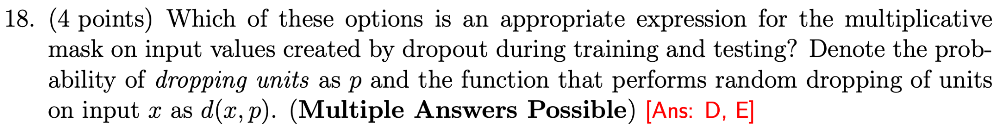 18. (4 points) Which of these options is an appropriate expression for the multiplicative
mask on input values created by dropout during training and testing? Denote the prob-
ability of dropping units as p and the function that performs random dropping of units
on input x as d(x, p). (Multiple Answers Possible) [Ans: D, E]